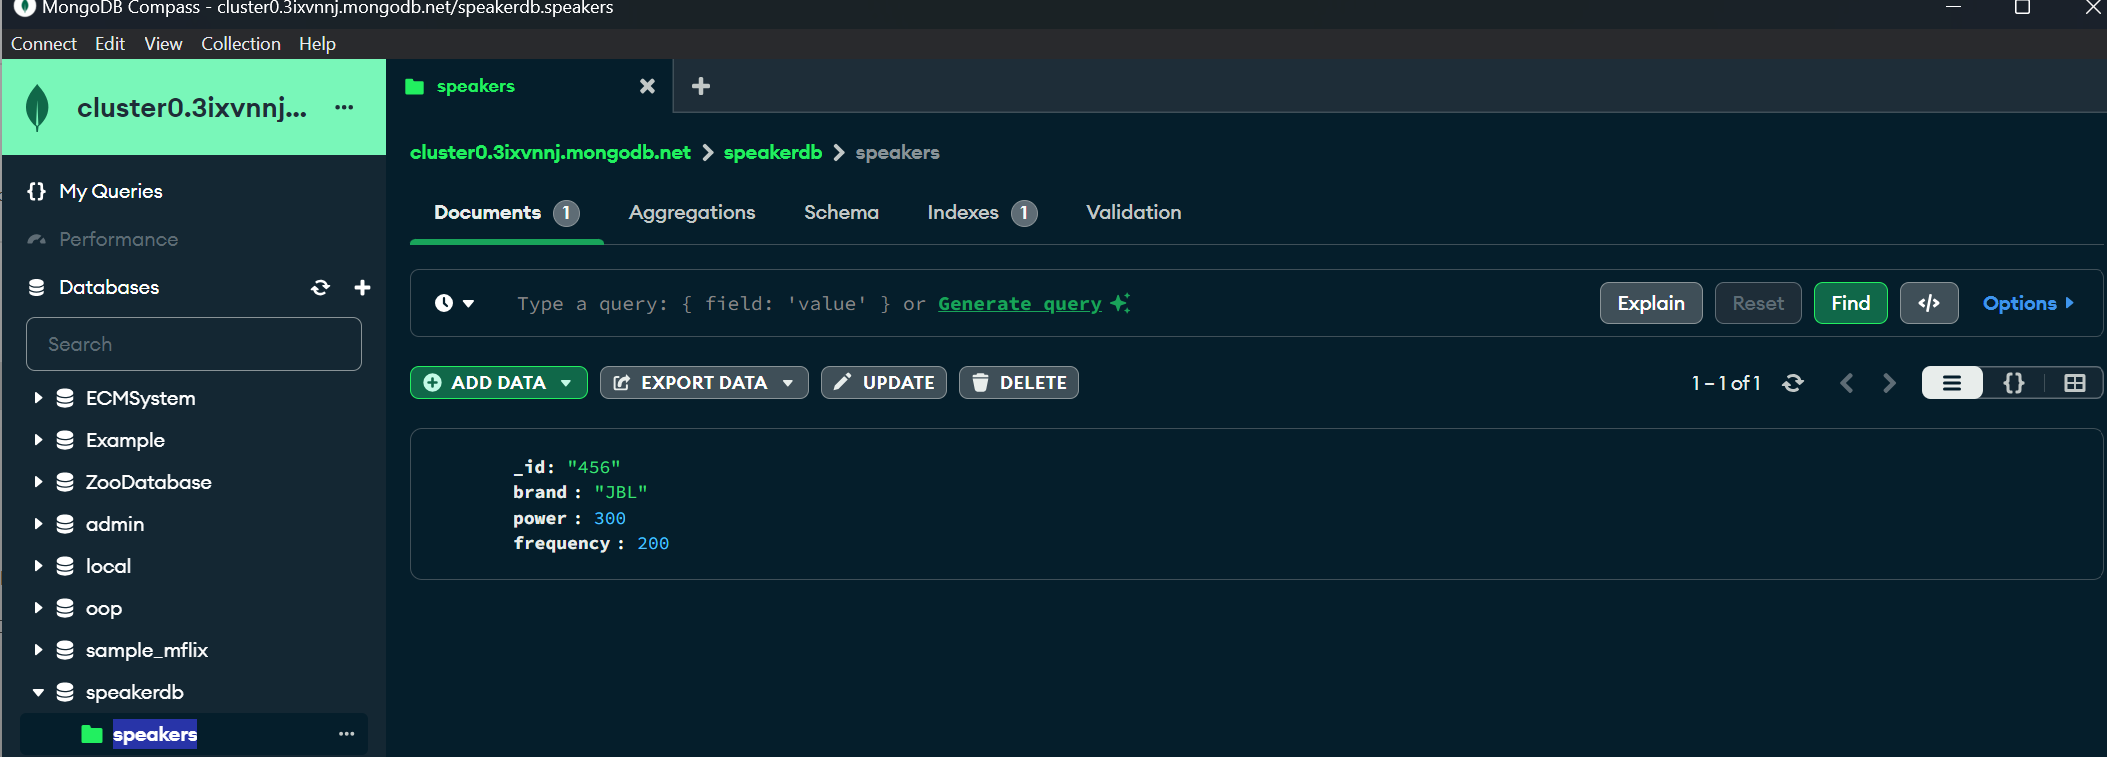 MongoDB Compass - cluster0.3ixvnnj.mongodb.net/speakerdb.speakers
Connect Edit View Collection Help
cluster0.3ixvnnj... ···
speakers
cluster0.3ixvnnj.mongodb.net > speakerdb > speakers
{} My Queries
Documents 1 Aggregations Schema Indexes 1 Validation
Performance
Databases
Type a query: { field: 'value' } or Generate query
Explain Reset Find </> Options
Search
ADD DATA EXPORT DATA UPDATE DELETE
1 – 1 of 1
{}
ECMSystem
Example
ZooDatabase
admin
local
oop
sample_mflix
speakerdb
speakers ···
_id: "456"
brand : "JBL"
power : 300
frequency : 200